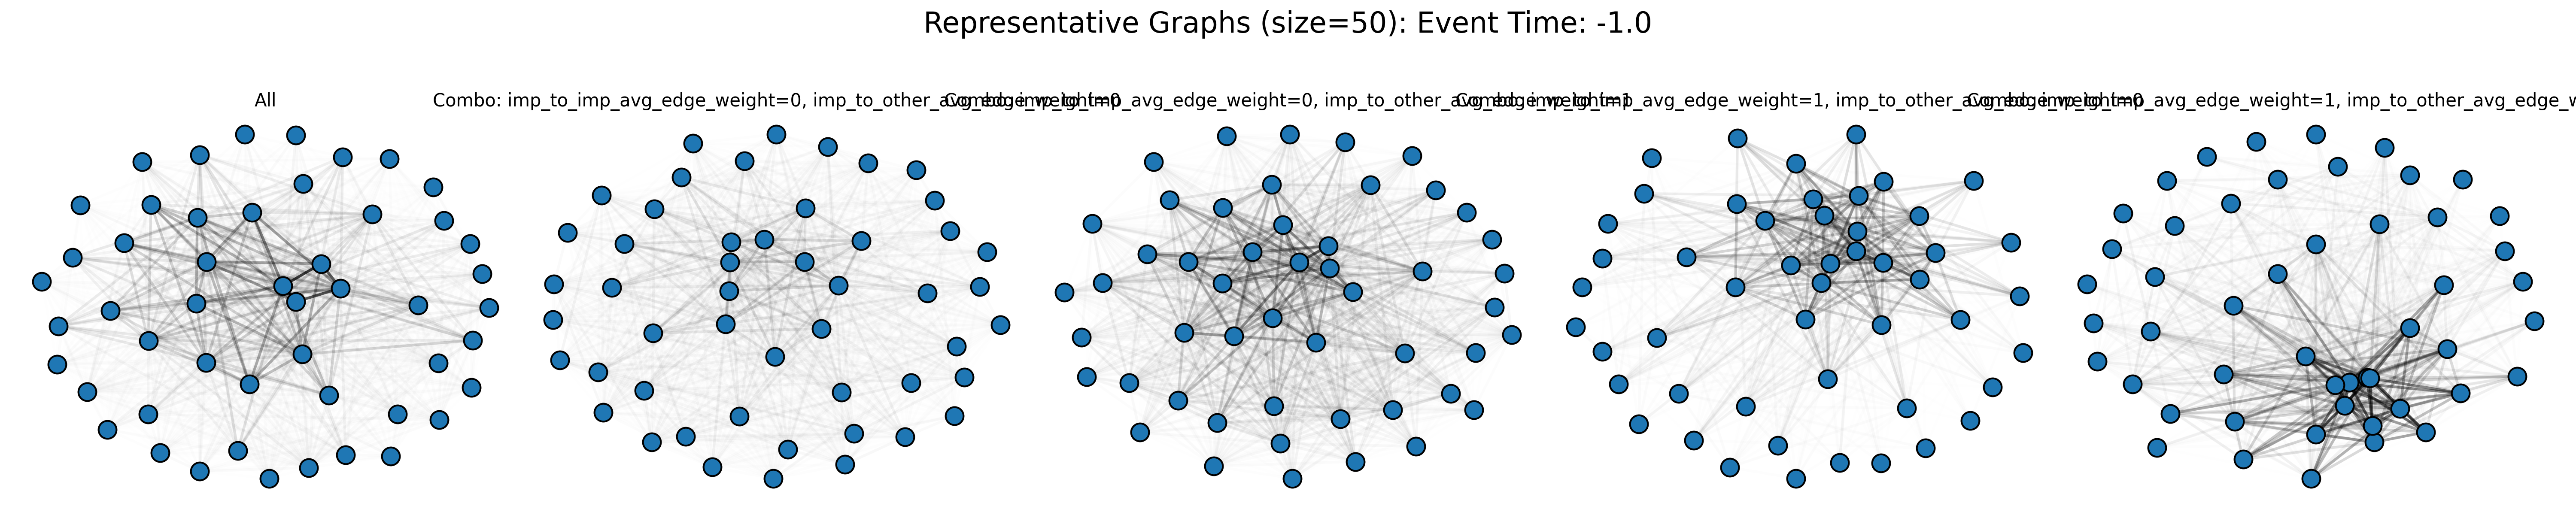 Representative Graphs (size=50): Event Time: -1.0
All
Combo: imp_to_imp_avg_edge_weight=0, imp_to_other_avg_edge_weight=0
Combo: imp_to_imp_avg_edge_weight=0, imp_to_other_avg_edge_weight=1
Combo: imp_to_imp_avg_edge_weight=1, imp_to_other_avg_edge_weight=0
Combo: imp_to_imp_avg_edge_weight=1, imp_to_other_avg_edge_w